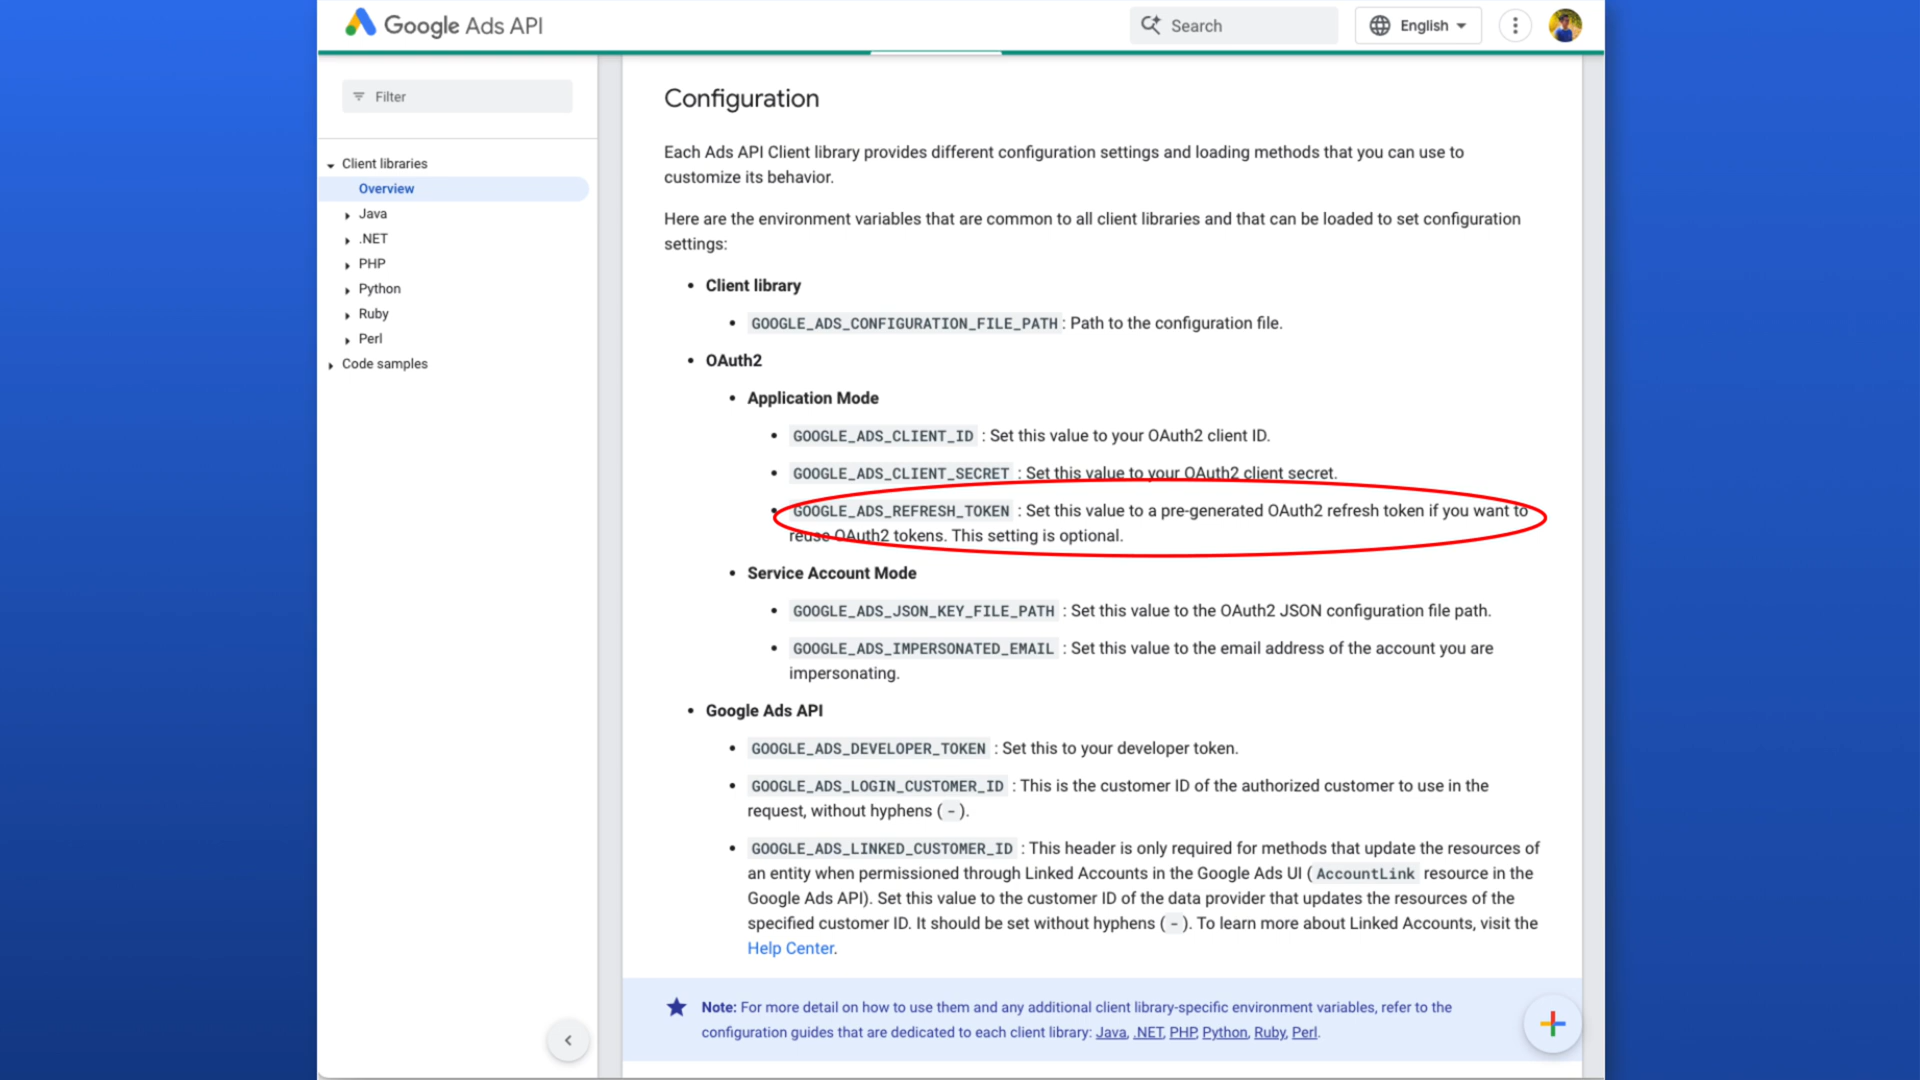 Google Ads API
Search
English
Filter
Client libraries
Overview
Java
.NET
PHP
Python
Ruby
Perl
Code samples
Configuration
Each Ads API Client library provides different configuration settings and loading methods that you can use to
customize its behavior.
Here are the environment variables that are common to all client libraries and that can be loaded to set configuration
settings:
• Client library
• GOOGLE_ADS_CONFIGURATION_FILE_PATH: Path to the configuration file.
• OAuth2
• Application Mode
• GOOGLE_ADS_CLIENT_ID : Set this value to your OAuth2 client ID.
• GOOGLE_ADS_CLIENT_SECRET : Set this value to your OAuth2 client secret.
• GOOGLE_ADS_REFRESH_TOKEN : Set this value to a pre-generated OAuth2 refresh token if you want to
reuse OAuth2 tokens. This setting is optional.
• Service Account Mode
• GOOGLE_ADS_JSON_KEY_FILE_PATH : Set this value to the OAuth2 JSON configuration file path.
• GOOGLE_ADS_IMPERSONATED_EMAIL : Set this value to the email address of the account you are
impersonating.
• Google Ads API
• GOOGLE_ADS_DEVELOPER_TOKEN : Set this to your developer token.
• GOOGLE_ADS_LOGIN_CUSTOMER_ID : This is the customer ID of the authorized customer to use in the
request, without hyphens ( - ).
• GOOGLE_ADS_LINKED_CUSTOMER_ID : This header is only required for methods that update the resources of
an entity when permissioned through Linked Accounts in the Google Ads UI ( AccountLink resource in the
Google Ads API). Set this value to the customer ID of the data provider that updates the resources of the
specified customer ID. It should be set without hyphens ( - ). To learn more about Linked Accounts, visit the
Help Center.
Note: For more detail on how to use them and any additional client library-specific environment variables, refer to the
configuration guides that are dedicated to each client library: Java, .NET, PHP, Python, Ruby, Perl.